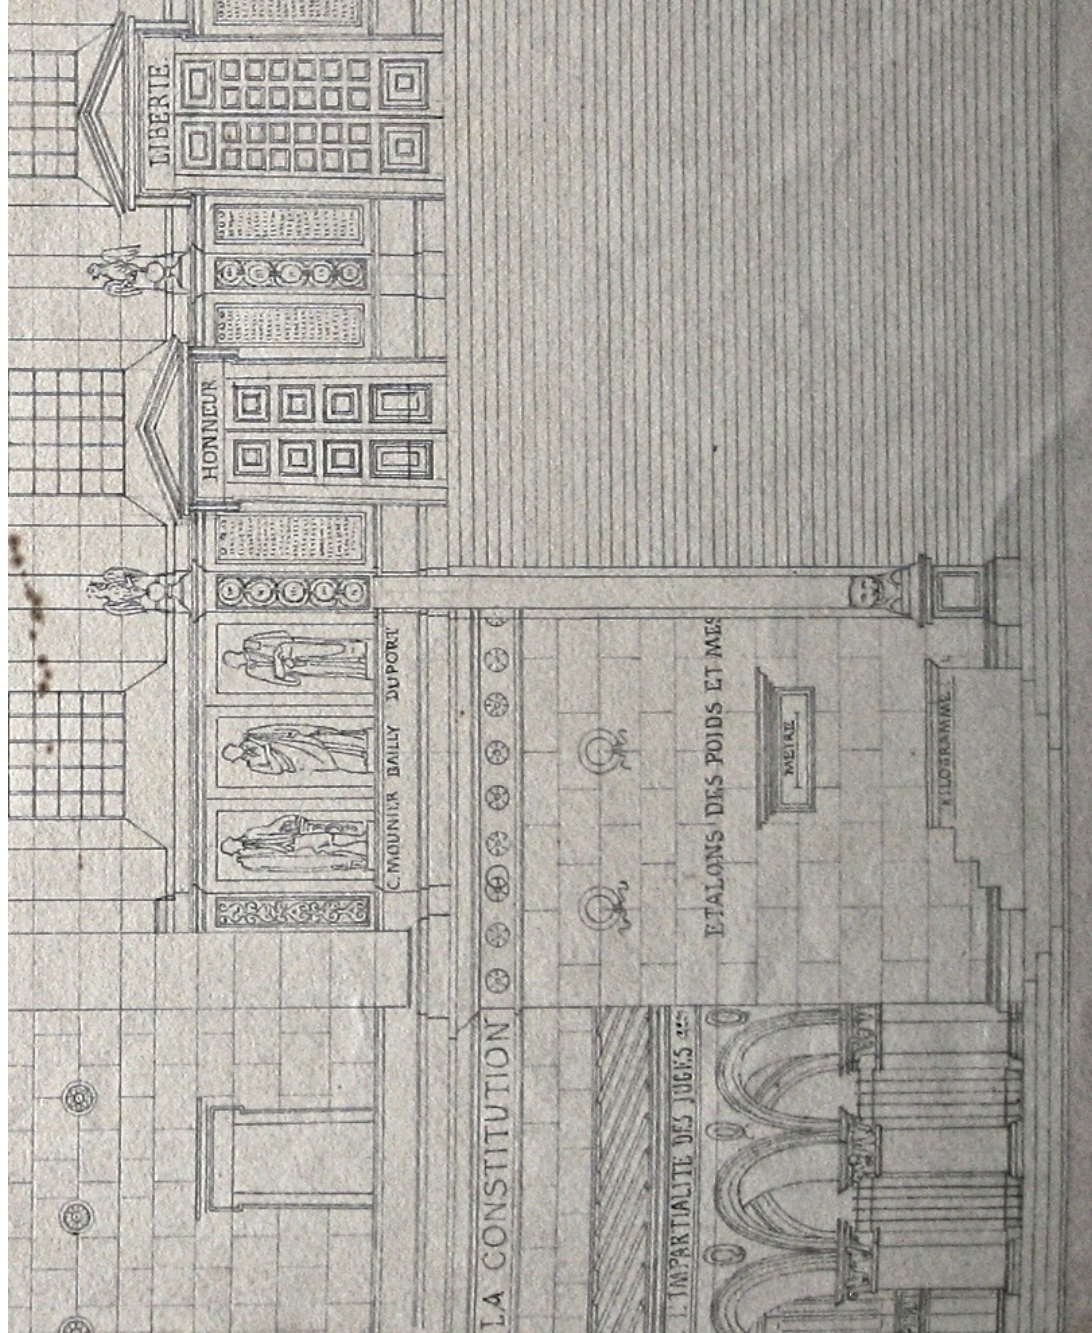 LIBERTE.
HONNEUR
C.MOUNIER BAILLY DUPORT
LA CONSTITUTION
L'IMPARTIALITE DES JUGES
ETALONS DES POIDS ET MES
METRE
KILOGRAMME